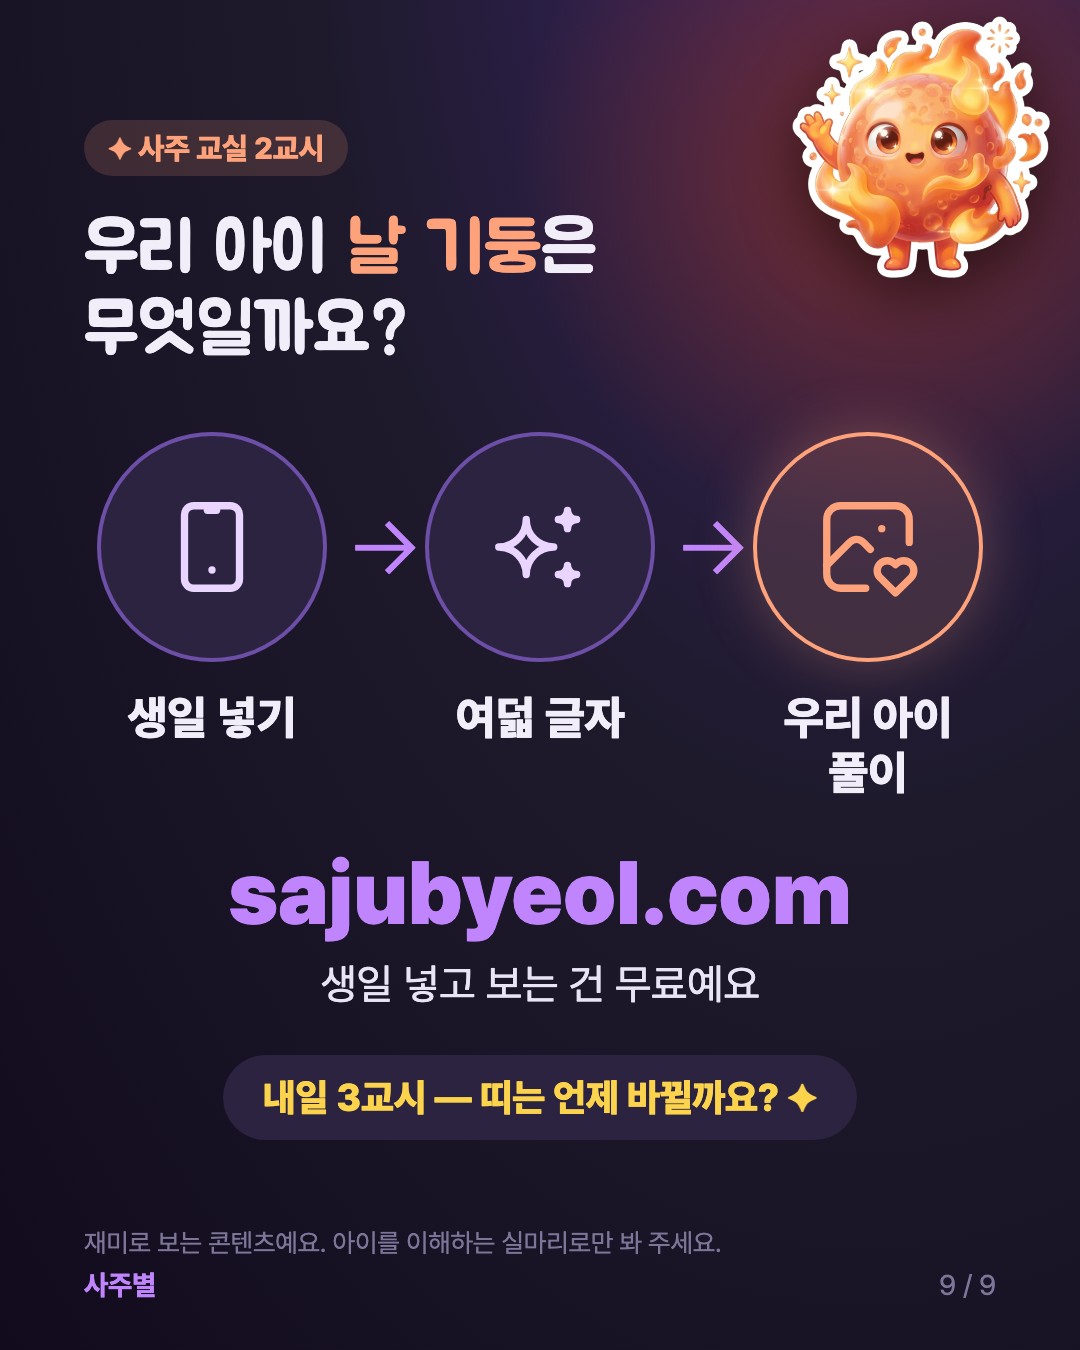 사주 교실 2교시
우리 아이 날 기둥은
무엇일까요?
생일 넣기
여덟 글자
우리 아이
풀이
sajubyeol.com
생일 넣고 보는 건 무료예요
내일 3교시 — 띠는 언제 바뀔까요?
재미로 보는 콘텐츠예요. 아이를 이해하는 실마리로만 봐 주세요.
사주별
9 / 9